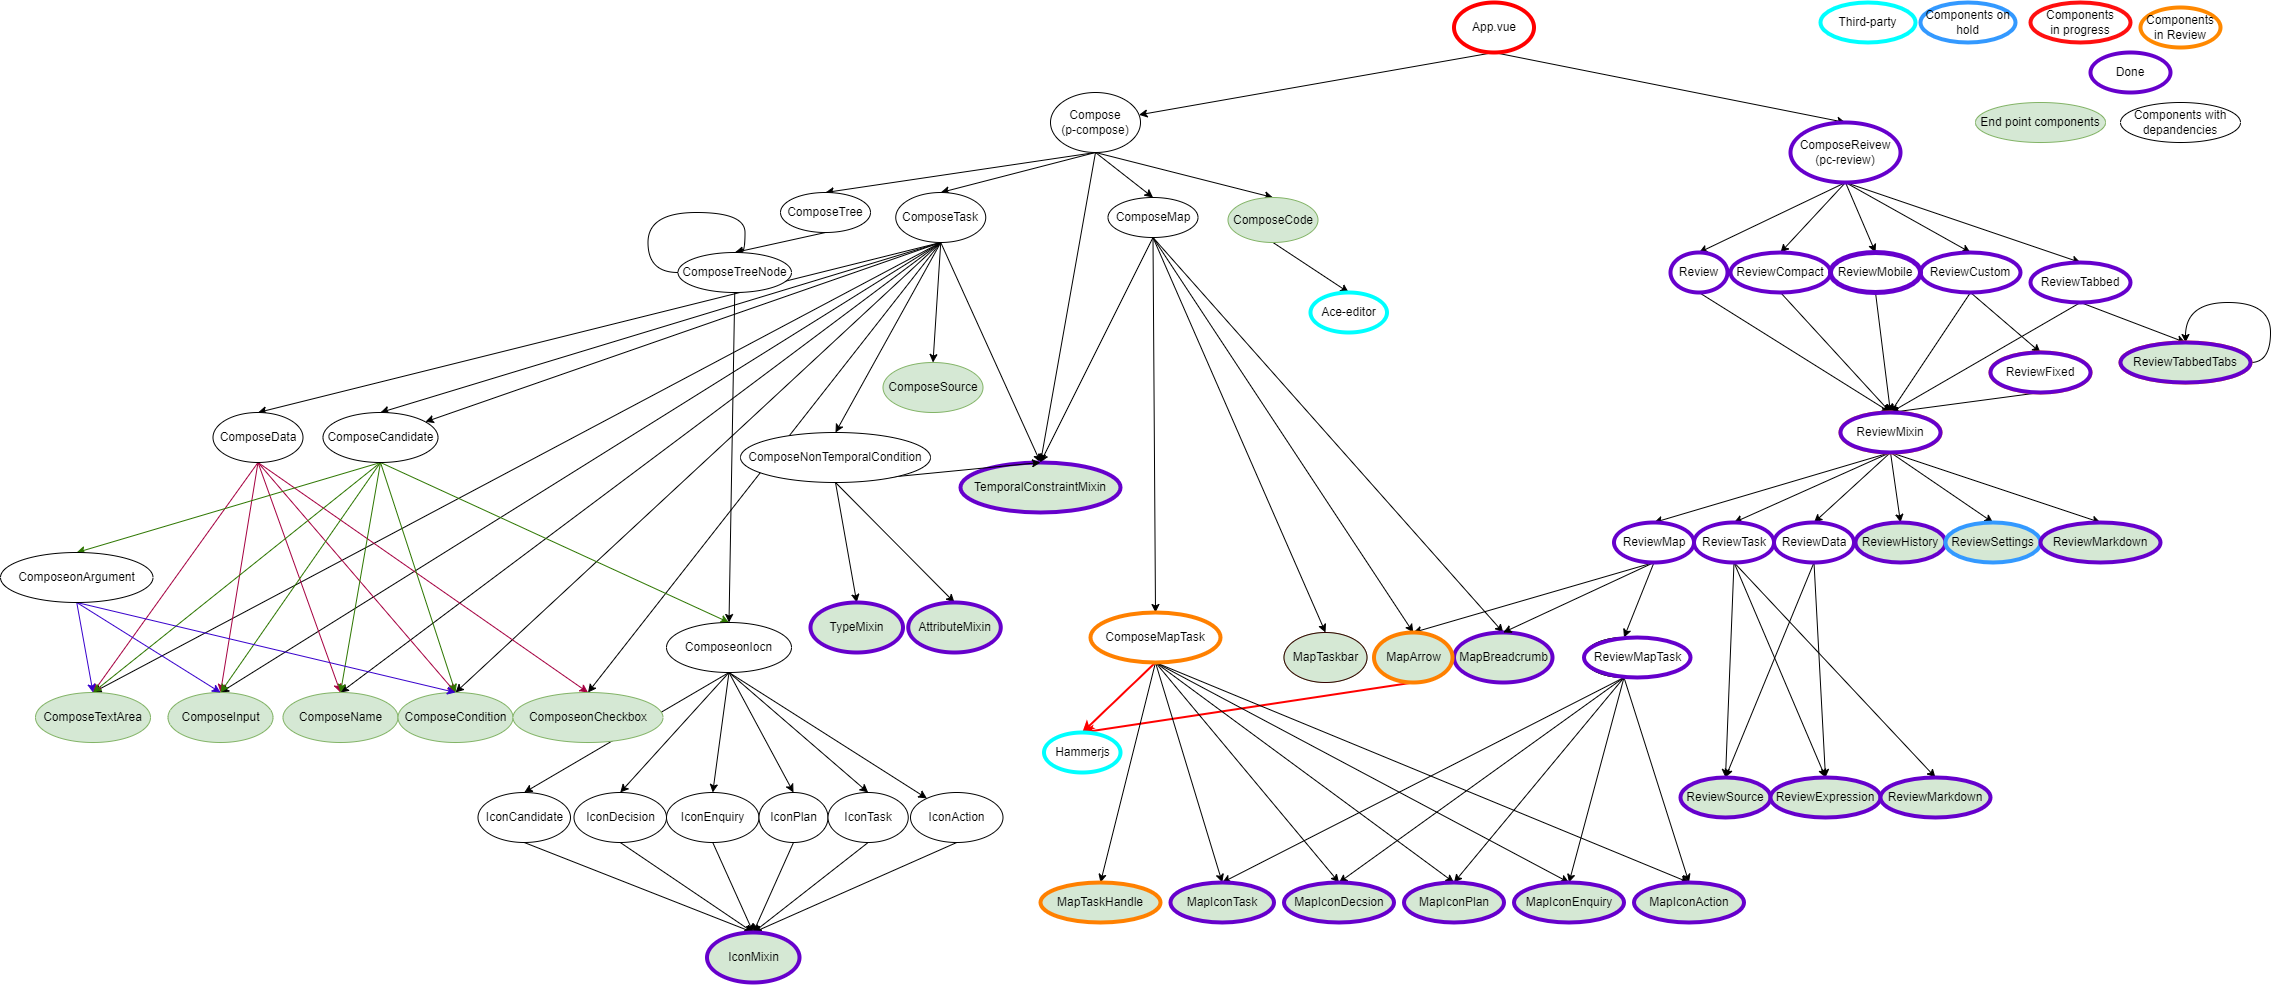 App.vue
Third-party
Components on
hold
Components
in progress
Components
in Review
Done
End point components
Components with
depandencies
Compose
(p-compose)
ComposeReivew
(pc-review)
ComposeTree
ComposeTask
ComposeMap
ComposeCode
ComposeTreeNode
Review
ReviewCompact
ReviewMobile
ReviewCustom
ReviewTabbed
Ace-editor
ReviewFixed
ReviewTabbedTabs
ComposeSource
ComposeData
ComposeCandidate
ReviewMixin
ComposeNonTemporalCondition
TemporalConstraintMixin
ReviewMap
ReviewTask
ReviewData
ReviewHistory
ReviewSettings
ReviewMarkdown
ComposeonArgument
TypeMixin
AttributeMixin
ComposeonIocn
ComposeMapTask
MapTaskbar
MapArrow
MapBreadcrumb
ReviewMapTask
ComposeTextArea
ComposeInput
ComposeName
ComposeCondition
ComposeonCheckbox
Hammerjs
ReviewSource
ReviewExpression
ReviewMarkdown
IconCandidate
IconDecision
IconEnquiry
IconPlan
IconTask
IconAction
MapTaskHandle
MapIconTask
MapIconDecsion
MapIconPlan
MapIconEnquiry
MapIconAction
IconMixin